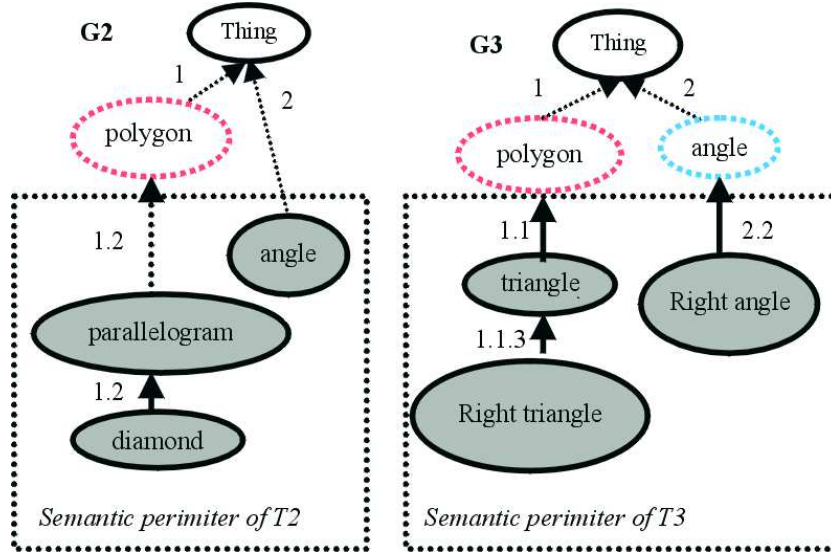 G2
Thing
1
2
polygon
1.2
angle
parallelogram
1.2
diamond
Semantic perimiter of T2
G3
Thing
1
2
polygon
angle
1.1
2.2
triangle
Right angle
1.1.3
Right triangle
Semantic perimiter of T3